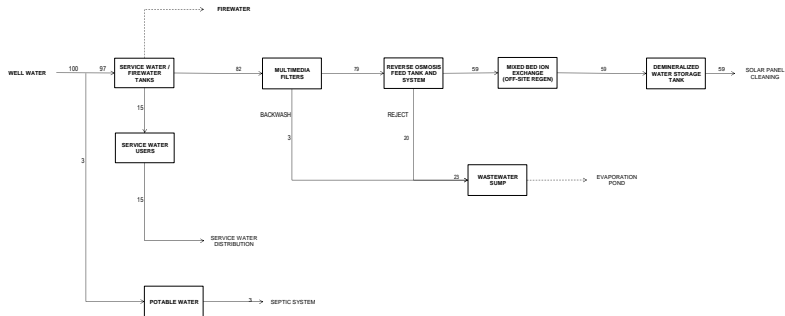 FIREWATER
WELL WATER
100
97
SERVICE WATER /
FIREWATER
TANKS
82
MULTIMEDIA
FILTERS
79
REVERSE OSMOSIS
FEED TANK AND
SYSTEM
59
MIXED BED ION
EXCHANGE
(OFF-SITE REGEN)
59
DEMINERALIZED
WATER STORAGE
TANK
59
SOLAR PANEL
CLEANING
15
BACKWASH
REJECT
3
20
SERVICE WATER
USERS
3
23
WASTEWATER
SUMP
EVAPORATION
POND
15
SERVICE WATER
DISTRIBUTION
POTABLE WATER
3
SEPTIC SYSTEM